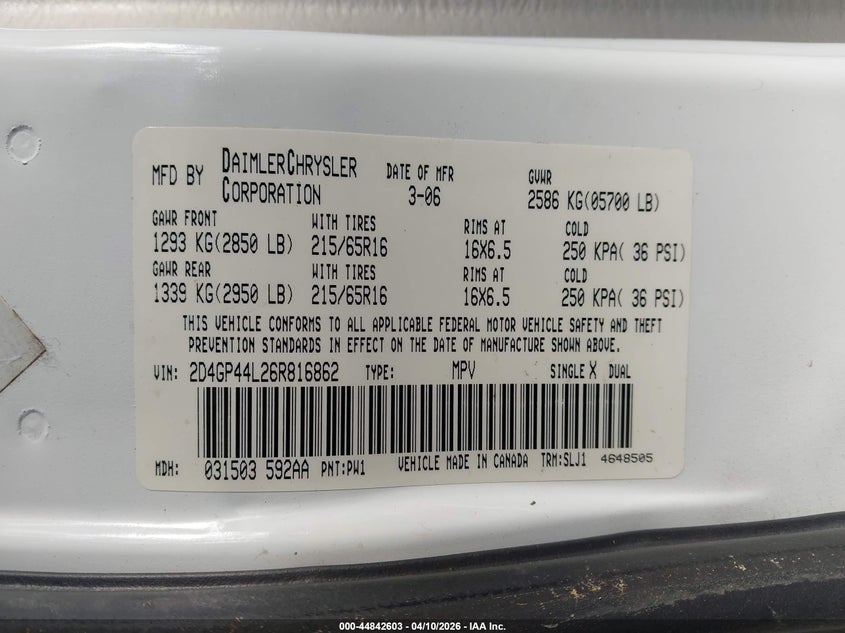 MFD BY DAIMLERCHRYSLER CORPORATION DATE OF MFR 3-06 GVWR 2586 KG(05700 LB)
GAWR FRONT WITH TIRES RIMS AT COLD
1293 KG(2850 LB) 215/65R16 16X6.5 250 KPA( 36 PSI)
GAWR REAR WITH TIRES RIMS AT COLD
1339 KG(2950 LB) 215/65R16 16X6.5 250 KPA( 36 PSI)
THIS VEHICLE CONFORMS TO ALL APPLICABLE FEDERAL MOTOR VEHICLE SAFETY AND THEFT
PREVENTION STANDARDS IN EFFECT ON THE DATE OF MANUFACTURE SHOWN ABOVE.
VIN: 2D4GP44L26R816862 TYPE: MPV SINGLE X DUAL
MDH: 031503 592AA PNT:PW1 VEHICLE MADE IN CANADA TRM:SLJ1 4648505
000-44842603 - 04/10/2026 - IAA Inc.